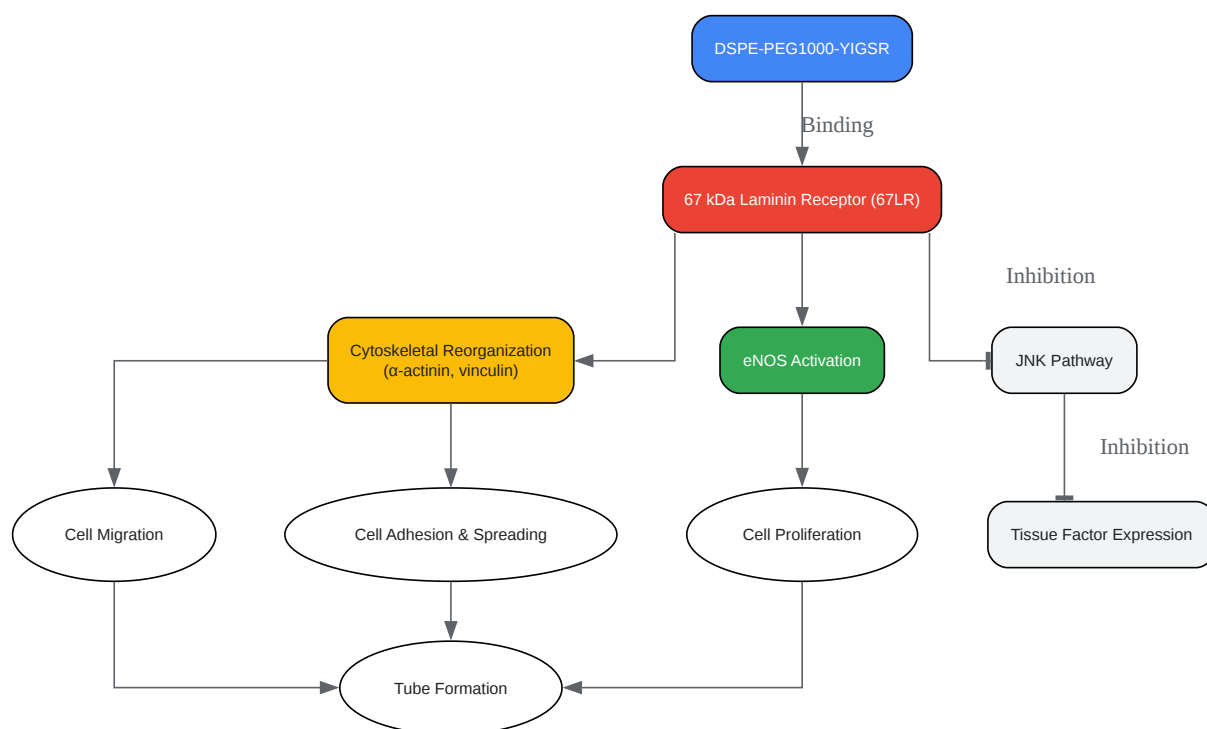 DSPE-PEG1000-YIGSR
Binding
67 kDa Laminin Receptor (67LR)
Inhibition
Cytoskeletal Reorganization
(α-actinin, vinculin)
eNOS Activation
JNK Pathway
Inhibition
Cell Migration
Cell Adhesion & Spreading
Cell Proliferation
Tissue Factor Expression
Tube Formation